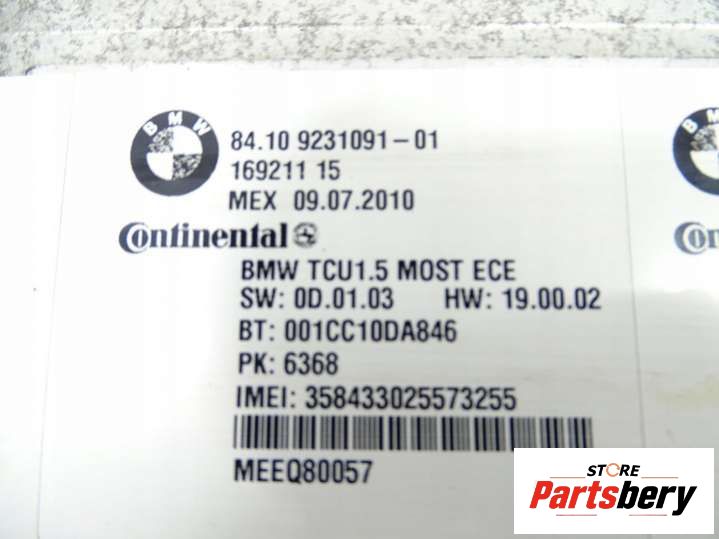 BMW
84.10 9231091-01
169211 15
MEX 09.07.2010
Continental
BMW TCU1.5 MOST ECE
SW: 0D.01.03 HW: 19.00.02
BT: 001CC10DA846
PK: 6368
IMEI: 358433025573255
MEEQ80057
STORE
Partsbery